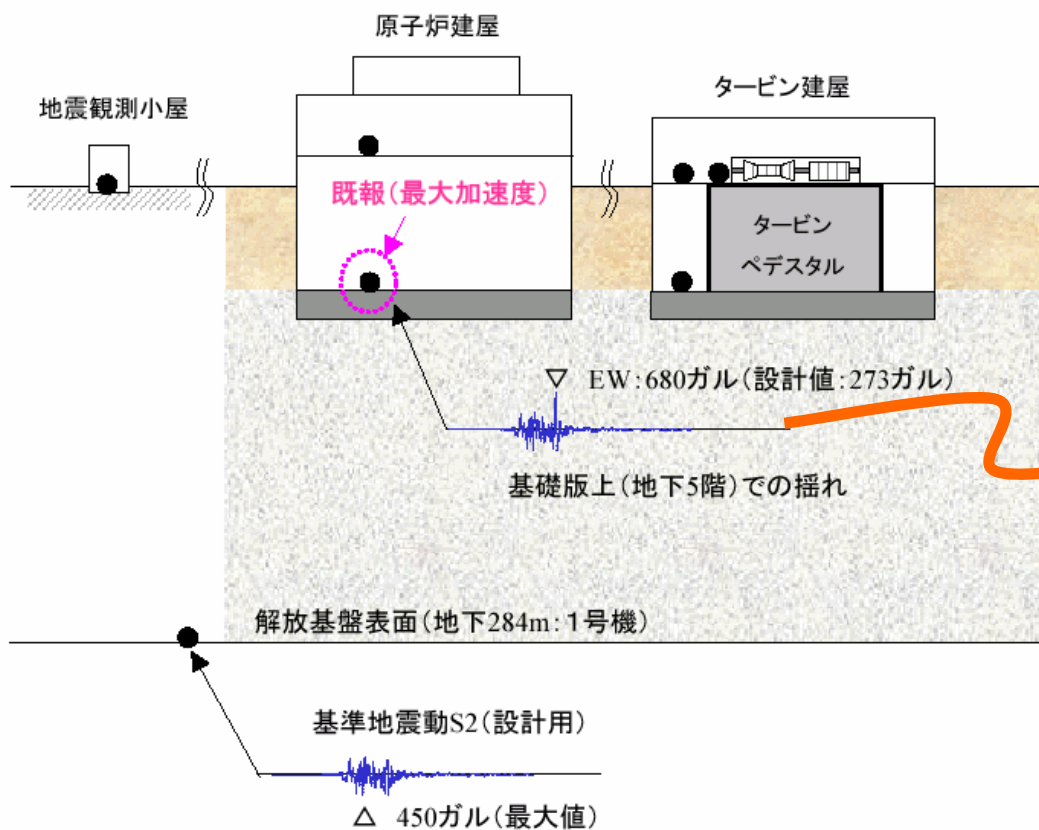 原子炉建屋
地震観測小屋
タービン建屋
既報(最大加速度)
タービン
ペデスタル
▽ EW:680ガル(設計値:273ガル)
基礎版上(地下5階)での揺れ
解放基盤表面(地下284m:1号機)
基準地震動S2(設計用)
△ 450ガル(最大値)